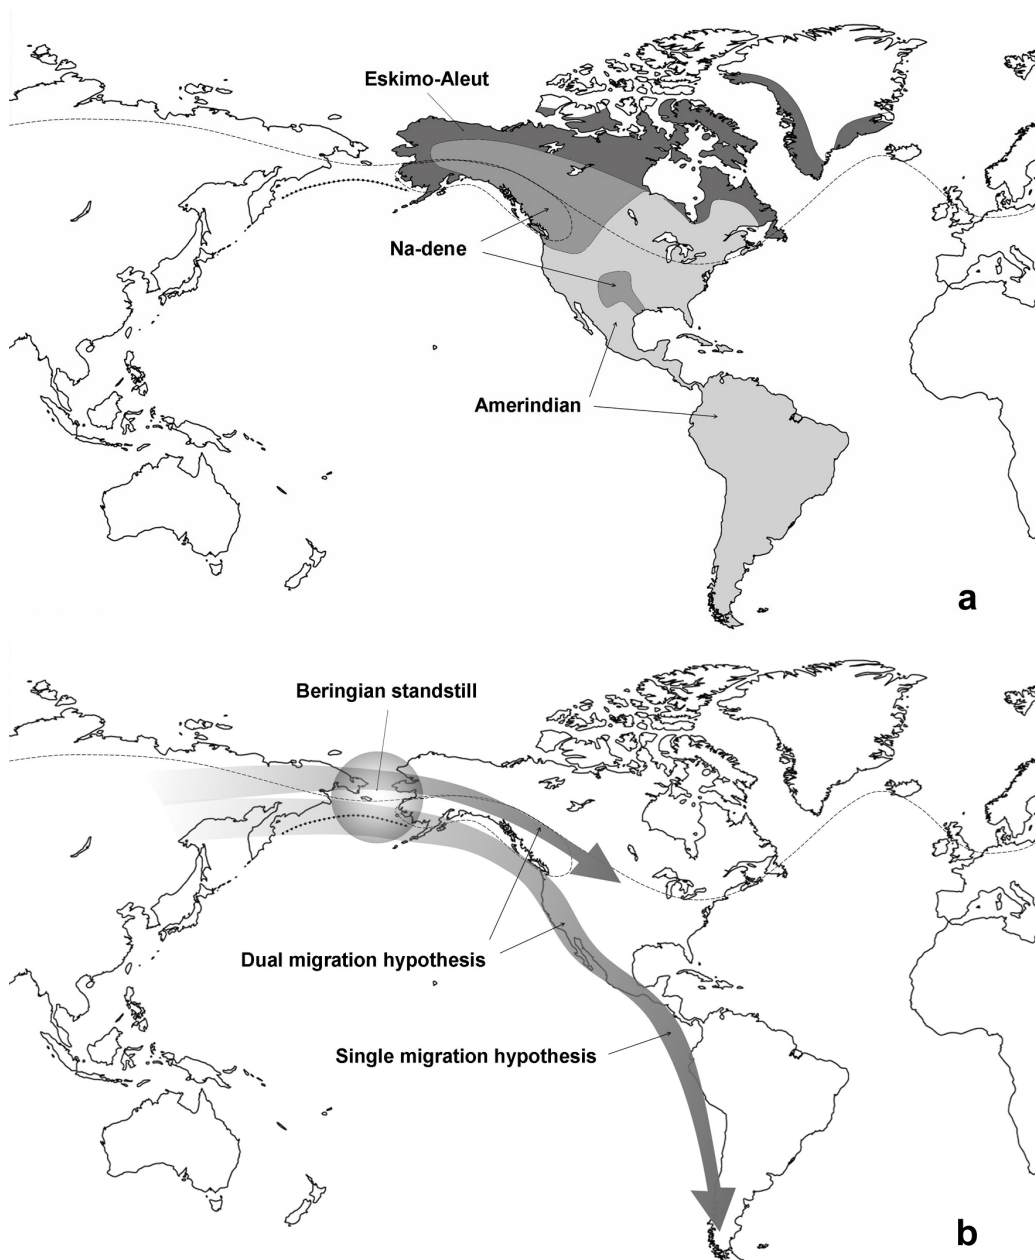 Eskimo-Aleut
Na-dene
Amerindian
a
Beringian standstill
Dual migration hypothesis
Single migration hypothesis
b